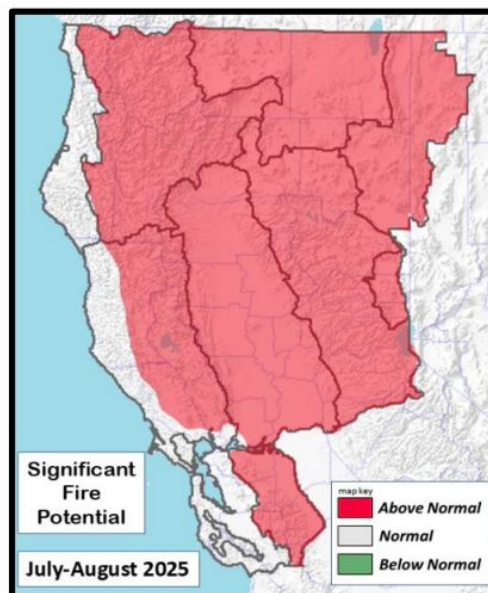 Significant
Fire
Potential
July-August 2025
map key
Above Normal
Normal
Below Normal